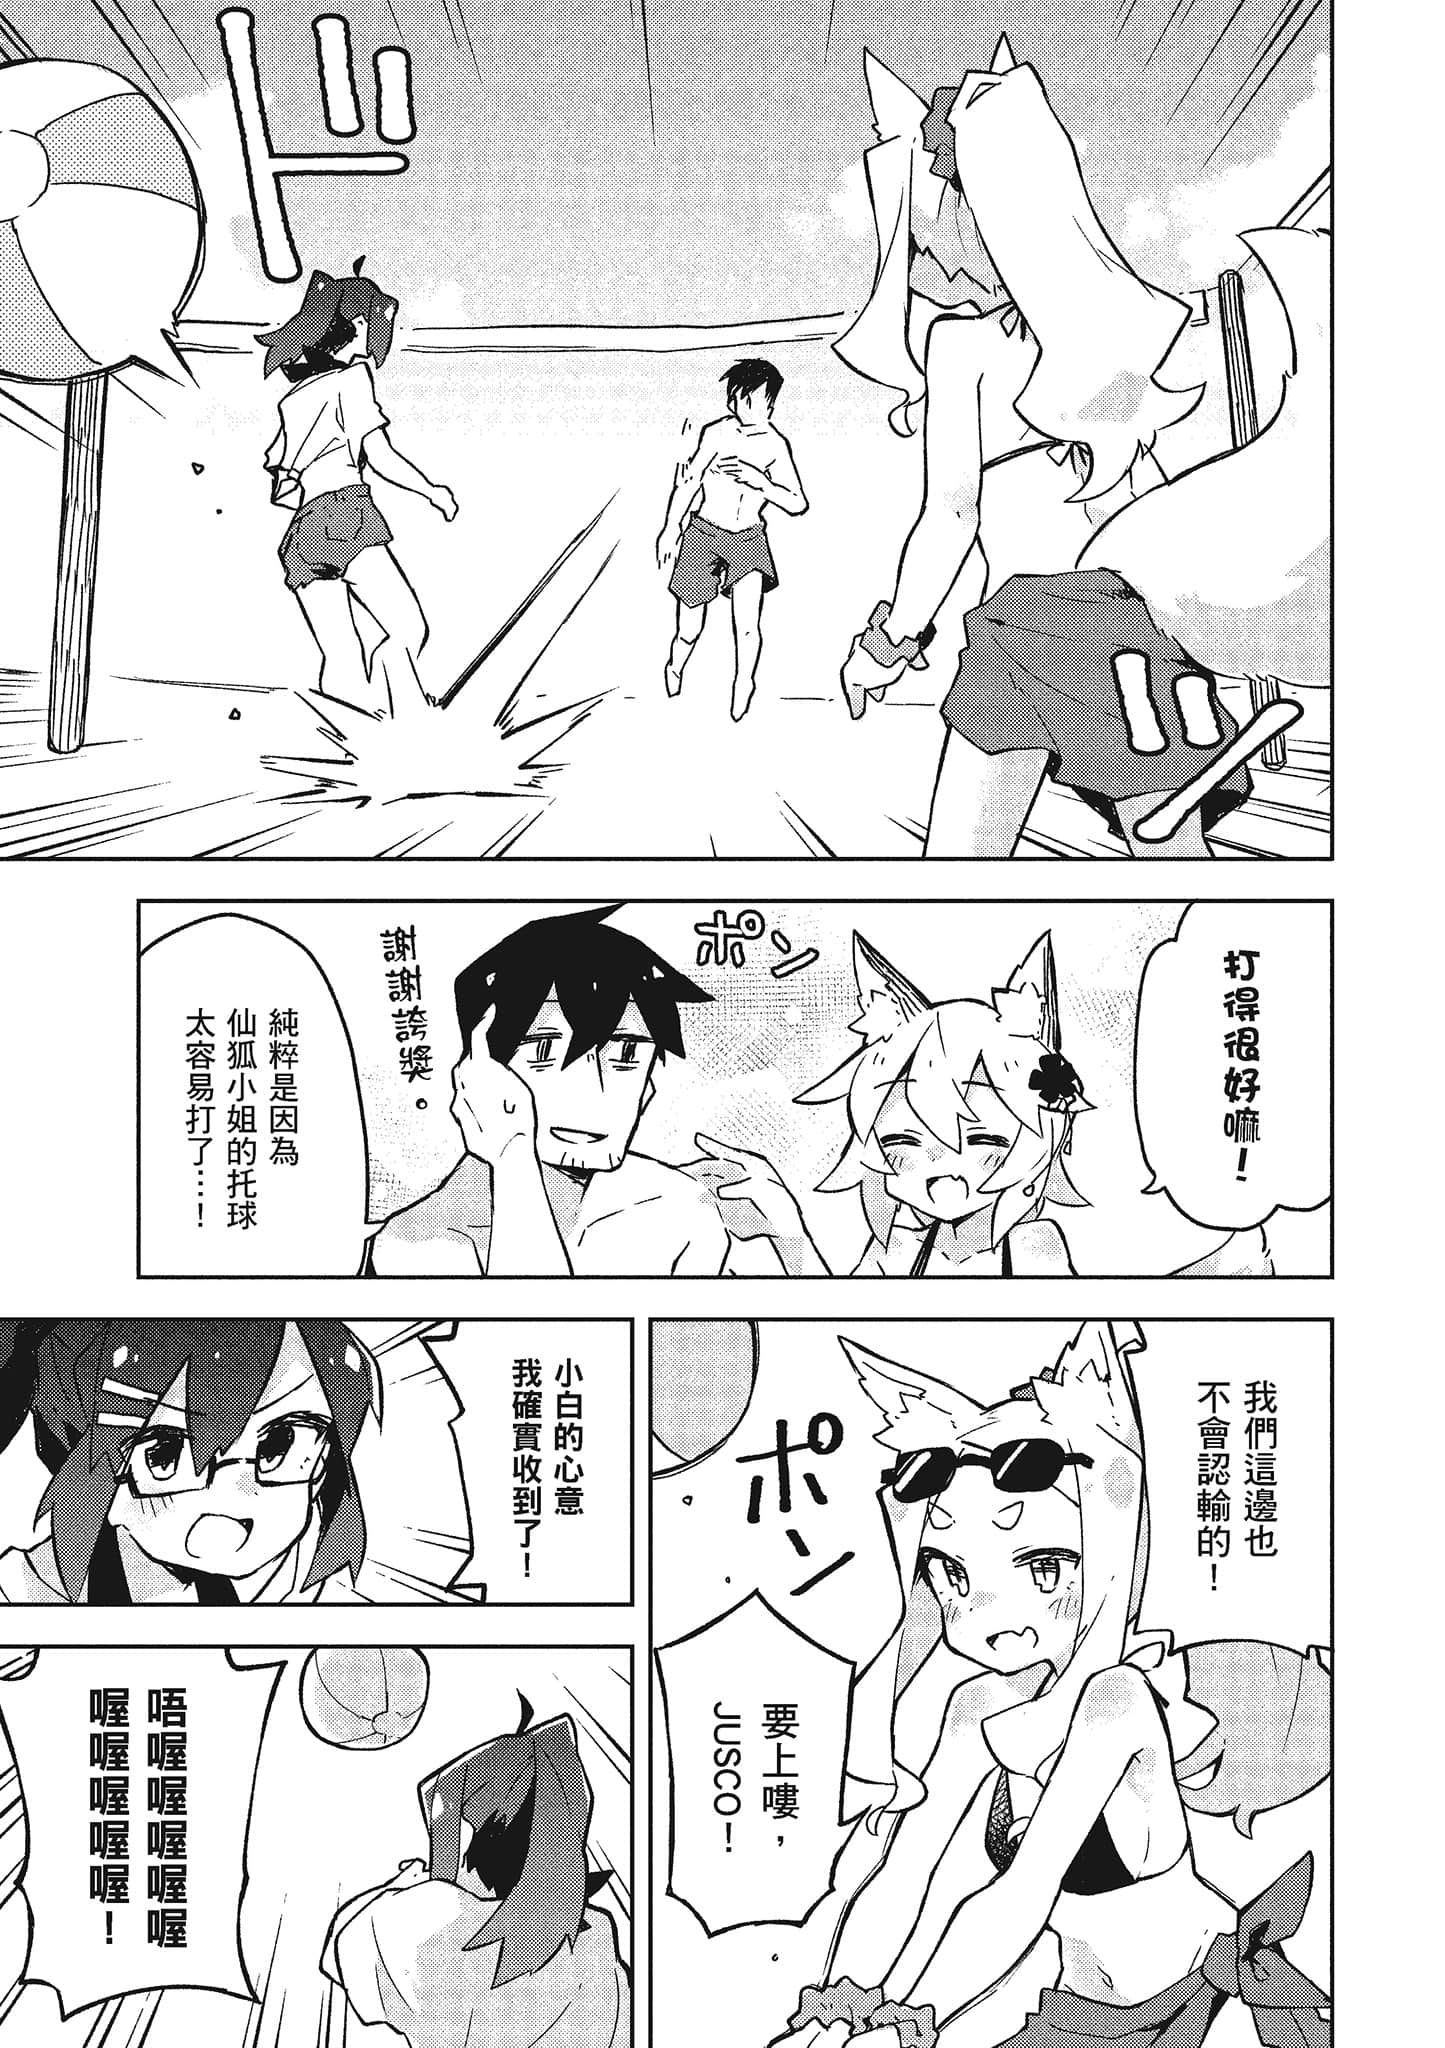 ドッ
打得很好嘛！
ポン
謝謝誇獎。
純粹是因為
仙狐小姐的托球
太容易打了…！
我們這邊也
不會認輸的！
ポン
要上嘍，
JUSCO！
小白的心意
我確實收到了！
唔喔喔喔喔喔
喔喔喔喔喔！